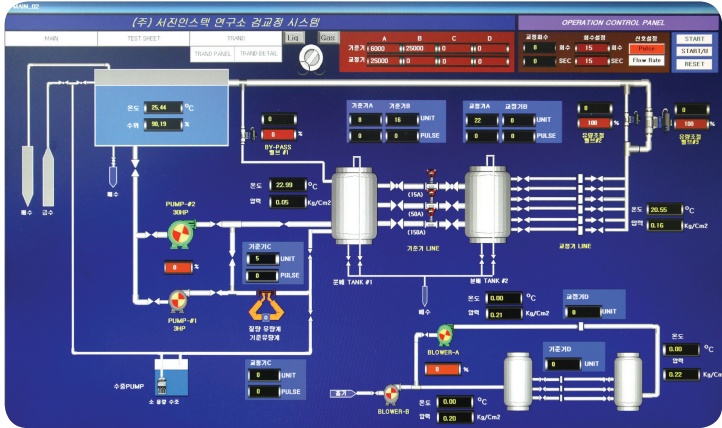 MAIN_02
(주) 서진인스텍 연구소 검교정 시스템
OPERATION CONTROL PANEL
MAIN
TEST SHEET
TRAND
Liq
Gas
TRAND PANEL
TRAND DETAIL
A B C D
기준기 6000 25000 0 0
교정기 25000 0 0 0
교정회수 회수설정 신호설정
0 회수 15 회수 Pulse
0 SEC 15 SEC Flow Rate
START
START/U
RESET
온도 25,44 °C
수위 90,19 %
0
0 %
BY-PASS
밸브 #1
기준기A 기준기B
0 16 UNIT
0 0 PULSE
교정기A 교정기B
22 0 UNIT
0 0 PULSE
0
100 %
유량조절
밸브#2
0
100 %
유량조절
밸브#3
배수
급수
배수
온도 22.99 °C
압력 0.05 Kg/Cm2
(15A)
(50A)
(150A)
기준기 LINE
교정기 LINE
온도 20.55 °C
압력 0.16 Kg/Cm2
PUMP-#2
30HP
0 %
PUMP-#1
3HP
기준기C
5 UNIT
0 PULSE
질량 유량계
기준유량계
분배 TANK #1
분배 TANK #2
배수
수중PUMP
소 용량 수조
교정기C
0 UNIT
0 PULSE
온도 0.00 °C
압력 0.21 Kg/Cm2
교정기D
0 UNIT
BLOWER-A
0 %
기준기D
0 UNIT
온도
0.00 °C
압력
0.22 Kg/Cm
흡기
BLOWER-B
온도 0.00 °C
압력 0.20 Kg/Cm2